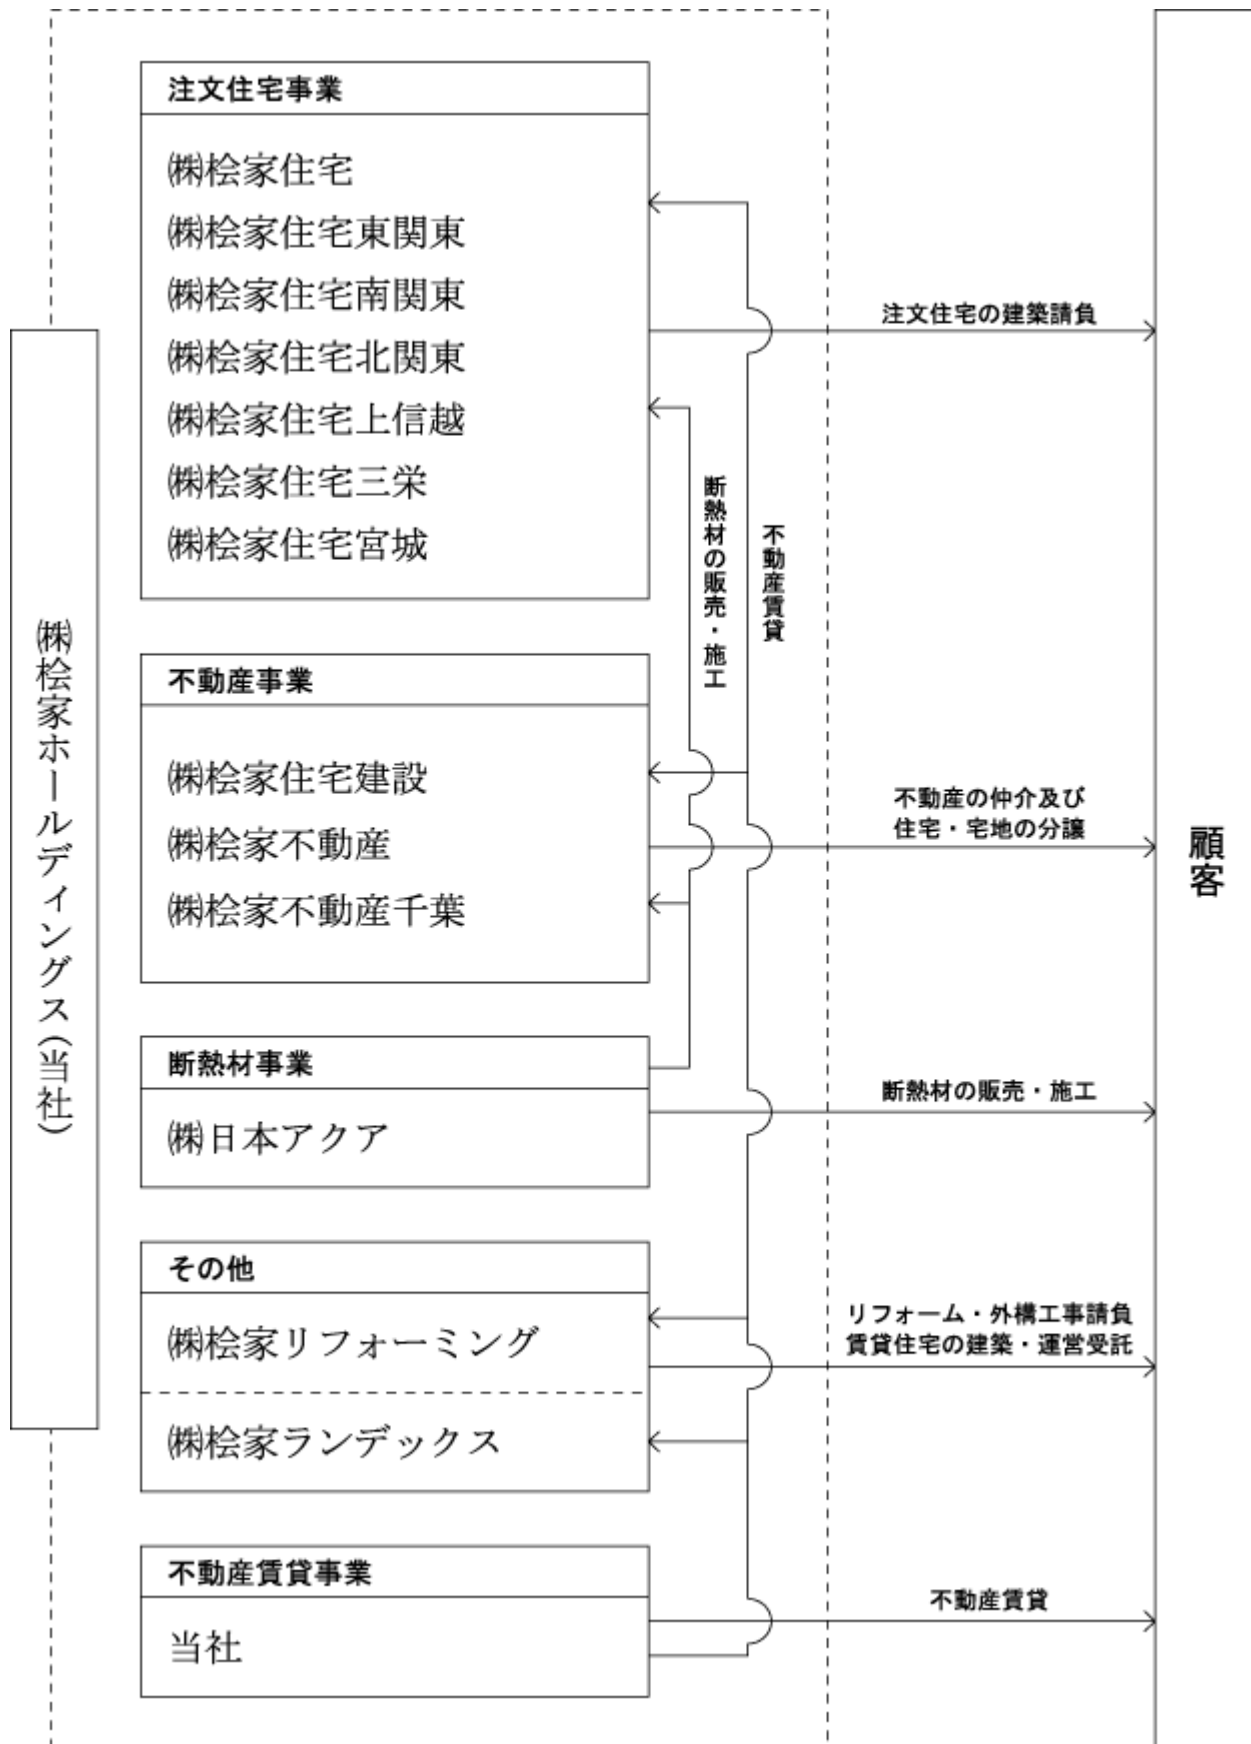 ㈱桧家ホールディングス(当社)
注文住宅事業
㈱桧家住宅
㈱桧家住宅東関東
㈱桧家住宅南関東
㈱桧家住宅北関東
㈱桧家住宅上信越
㈱桧家住宅三栄
㈱桧家住宅宮城
不動産事業
㈱桧家住宅建設
㈱桧家不動産
㈱桧家不動産千葉
断熱材事業
㈱日本アクア
その他
㈱桧家リフォーミング
㈱桧家ランデックス
不動産賃貸事業
当社
断熱材の販売・施工
不動産賃貸
注文住宅の建築請負
不動産の仲介及び
住宅・宅地の分譲
断熱材の販売・施工
リフォーム・外構工事請負
賃貸住宅の建築・運営受託
不動産賃貸
顧客